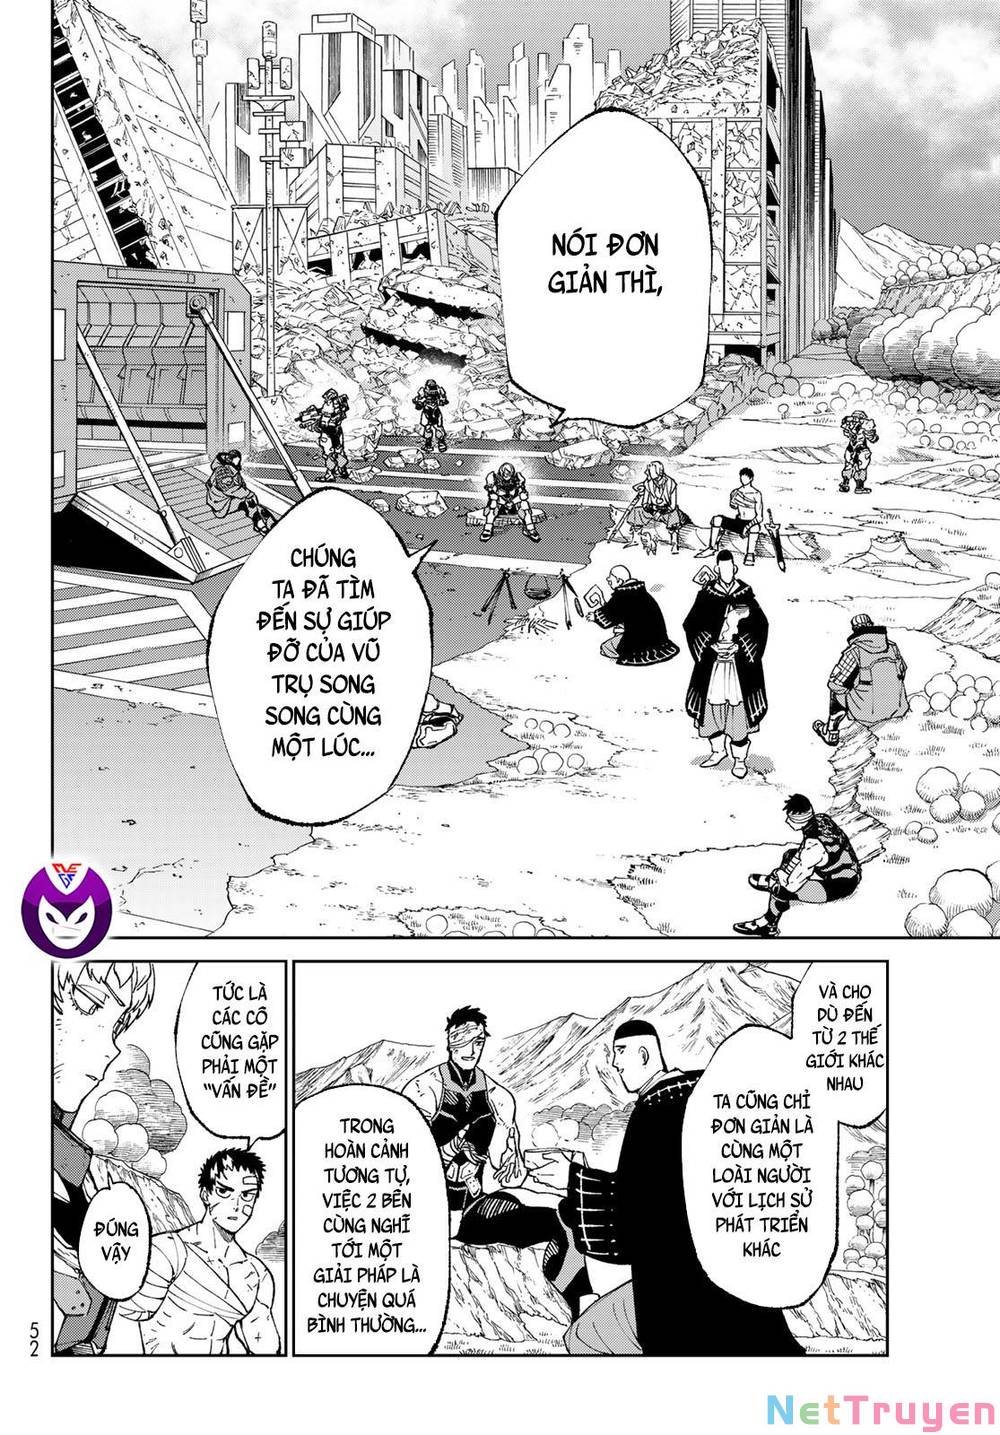 NÓI ĐƠN
GIẢN THÌ,
CHÚNG
TA ĐÃ TÌM
ĐẾN SỰ GIÚP
ĐỠ CỦA VŨ
TRỤ SONG
SONG CÙNG
MỘT LÚC...
VÀ CHO
DÙ ĐẾN
TỪ 2 THẾ
GIỚI KHÁC
NHAU
TA CŨNG CHỈ
ĐƠN GIẢN LÀ
CÙNG MỘT
LOÀI NGƯỜI
VỚI LỊCH SỬ
PHÁT TRIỂN
KHÁC
TRONG
HOÀN CẢNH
TƯƠNG TỰ,
VIỆC 2 BÊN
CÙNG NGHĨ
TỚI MỘT
GIẢI PHÁP LÀ
CHUYỆN QUÁ
BÌNH THƯỜNG...
TỨC LÀ
CÁC CÔ
CŨNG GẶP
PHẢI MỘT
"VẤN ĐỀ"
ĐÚNG
VẬY
52
NetTruyen